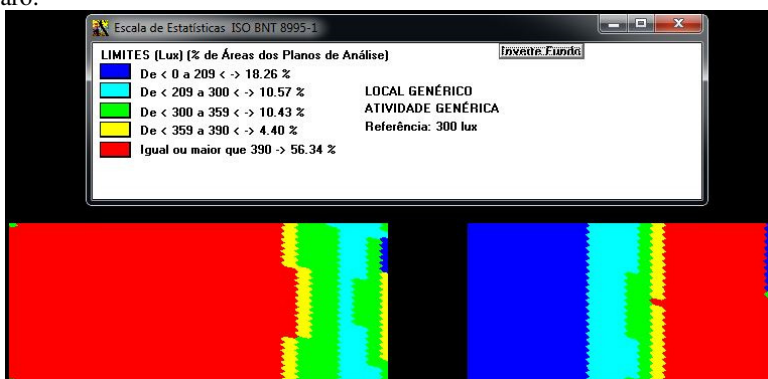 aro.
Escala de Estatísticas ISO BNT 8995-1
LIMITES (Lux) (% de Áreas dos Planos de Análise)
Inverte Fundo
De < 0 a 209 < -> 18.26 %
De < 209 a 300 < -> 10.57 %
LOCAL GENÉRICO
De < 300 a 359 < -> 10.43 %
ATIVIDADE GENÉRICA
De < 359 a 390 < -> 4.40 %
Referência: 300 lux
Igual ou maior que 390 -> 56.34 %